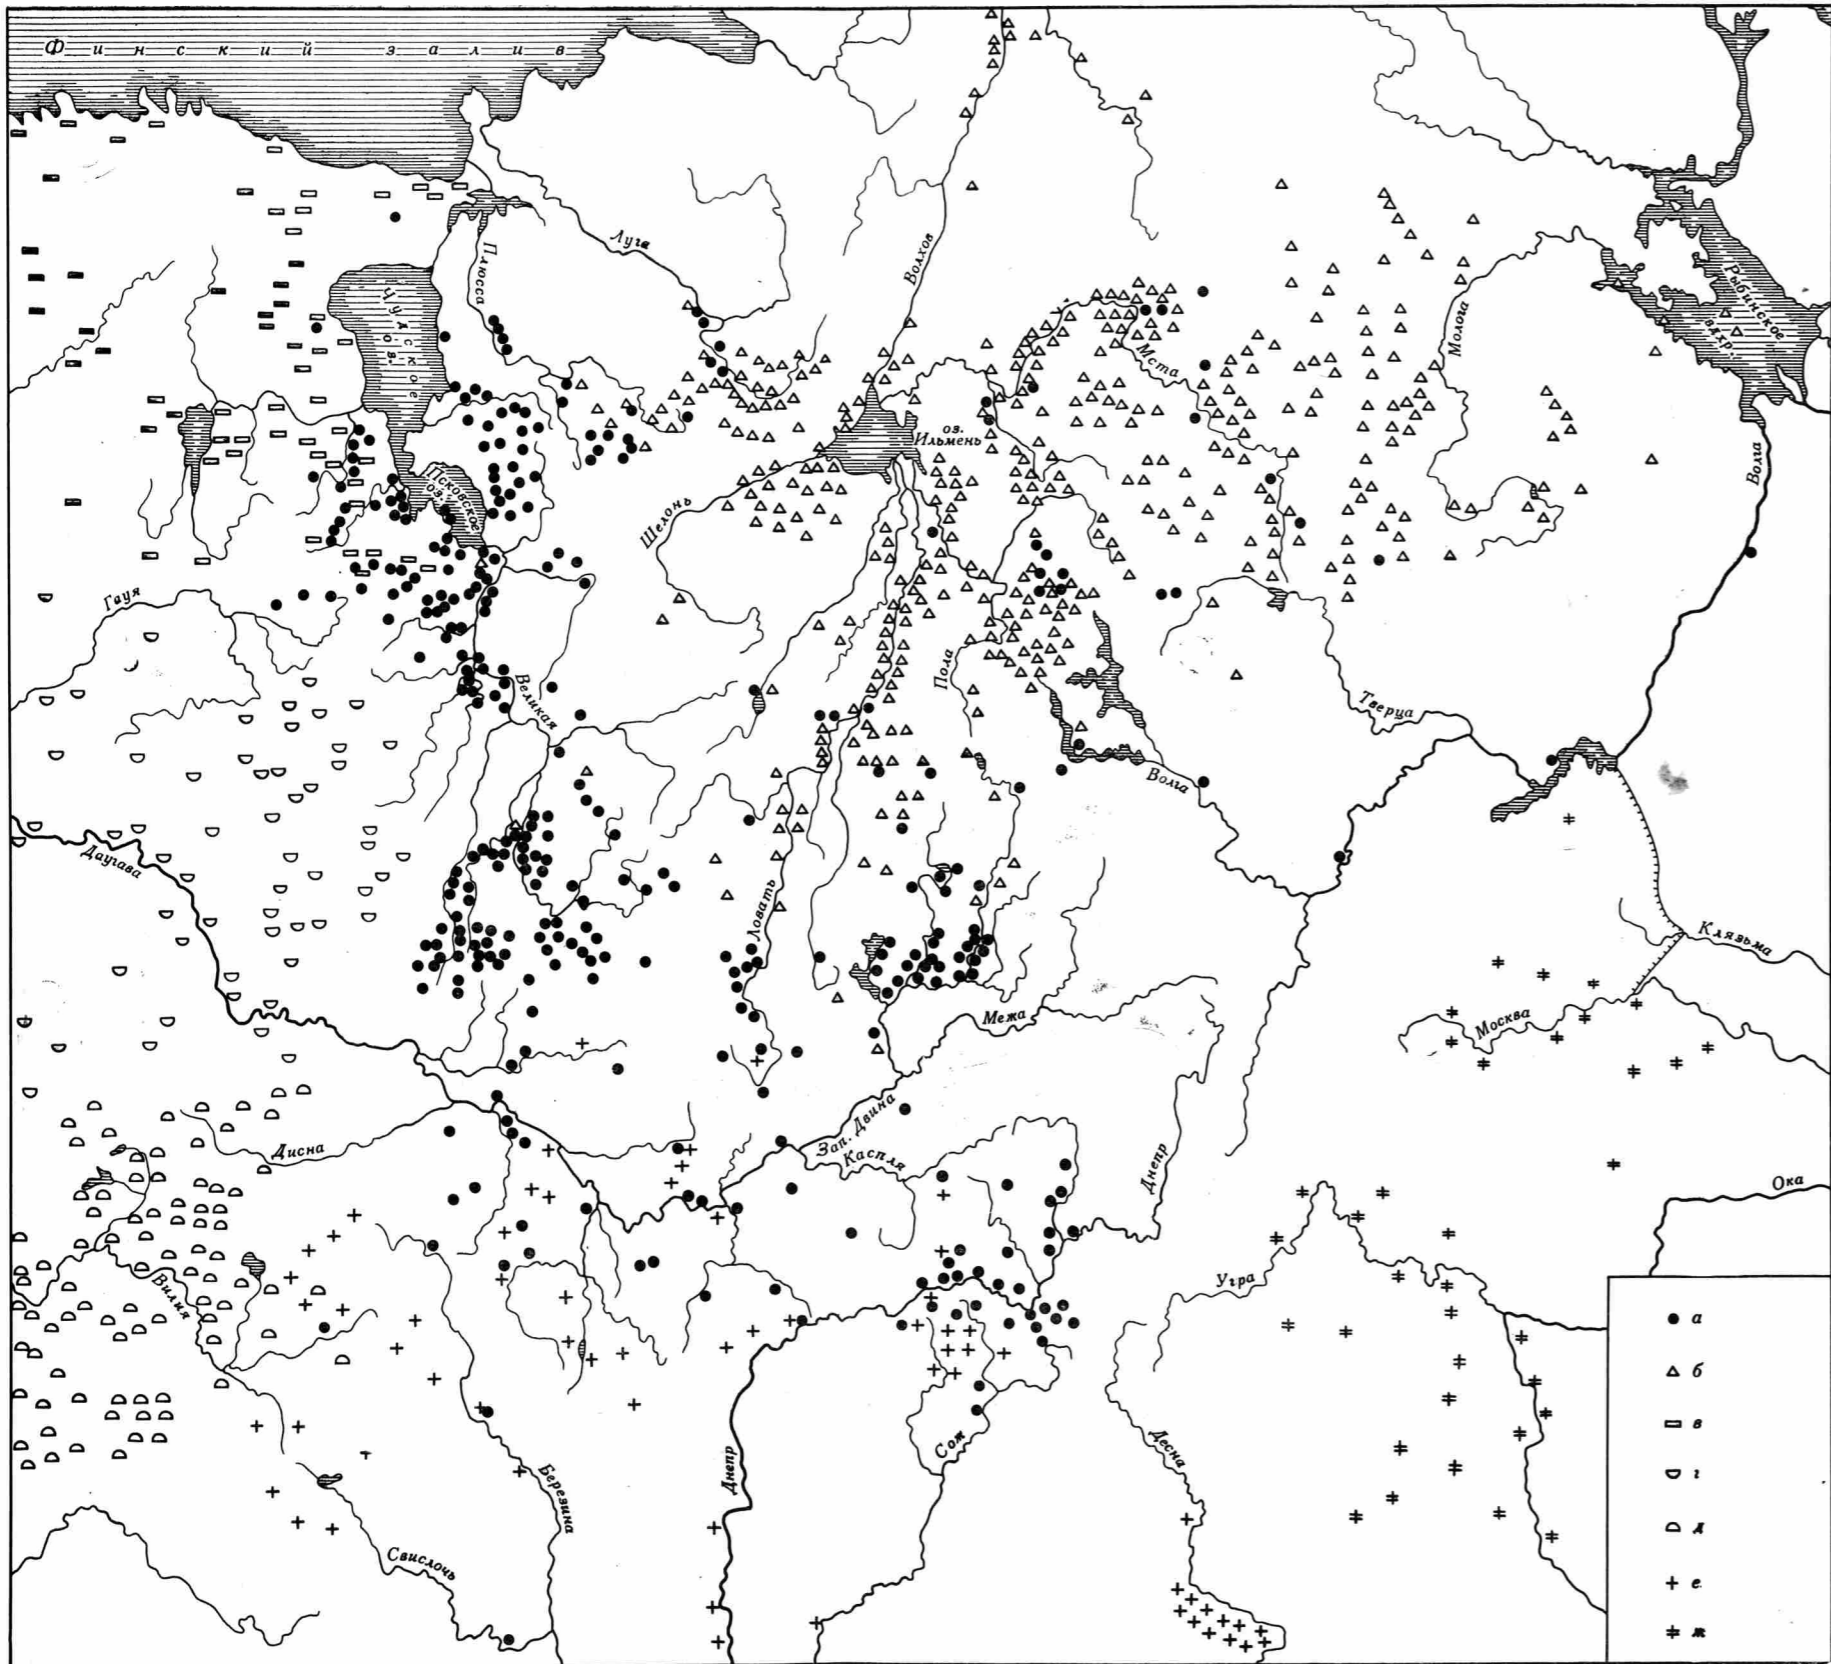 Финский залив
Луга
Плюсса
Волхов
Чудское
оз.
Рыбинское
вдхр.
Молога
Мста
оз.
Ильмень
Волга
Псковское
оз.
Шелонь
Гауя
Великая
Пола
Тверца
Волга
Даугава
Ловать
Клязьма
Межа
Москва
Зап. Двина
Дисна
Каспля
Днепр
Ока
Угра
Вилия
а
б
в
г
д
е
ж
Сож
Десна
Днепр
Березина
Свислочь